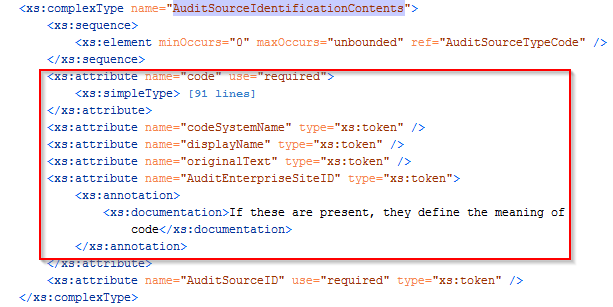 <xs:complexType name="AuditSourceIdentificationContents">
<xs:sequence>
<xs:element minOccurs="0" maxOccurs="unbounded" ref="AuditSourceTypeCode" />
</xs:sequence>
<xs:attribute name="code" use="required">
<xs:simpleType> [91 lines]
</xs:attribute>
<xs:attribute name="codeSystemName" type="xs:token" />
<xs:attribute name="displayName" type="xs:token" />
<xs:attribute name="originalText" type="xs:token" />
<xs:attribute name="AuditEnterpriseSiteID" type="xs:token">
<xs:annotation>
<xs:documentation>If these are present, they define the meaning of
code</xs:documentation>
</xs:annotation>
</xs:attribute>
<xs:attribute name="AuditSourceID" use="required" type="xs:token" />
</xs:complexType>